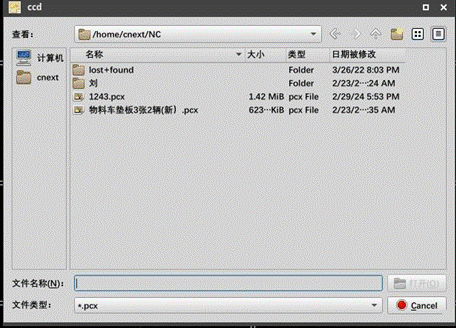 ccd
查看: /home/cnext/NC
计算机
cnext
名称 大小 类型 日期被修改
lost+found Folder 3/26/22 8:03 PM
刘 Folder 2/23/2···:24 AM
1243.pcx 1.42 MiB pcx File 2/29/24 5:53 PM
物料车垫板3张2辆(新）.pcx 623···KiB pcx File 2/23/2···:35 AM
文件名称(N): 打开(O)
文件类型: *.pcx Cancel